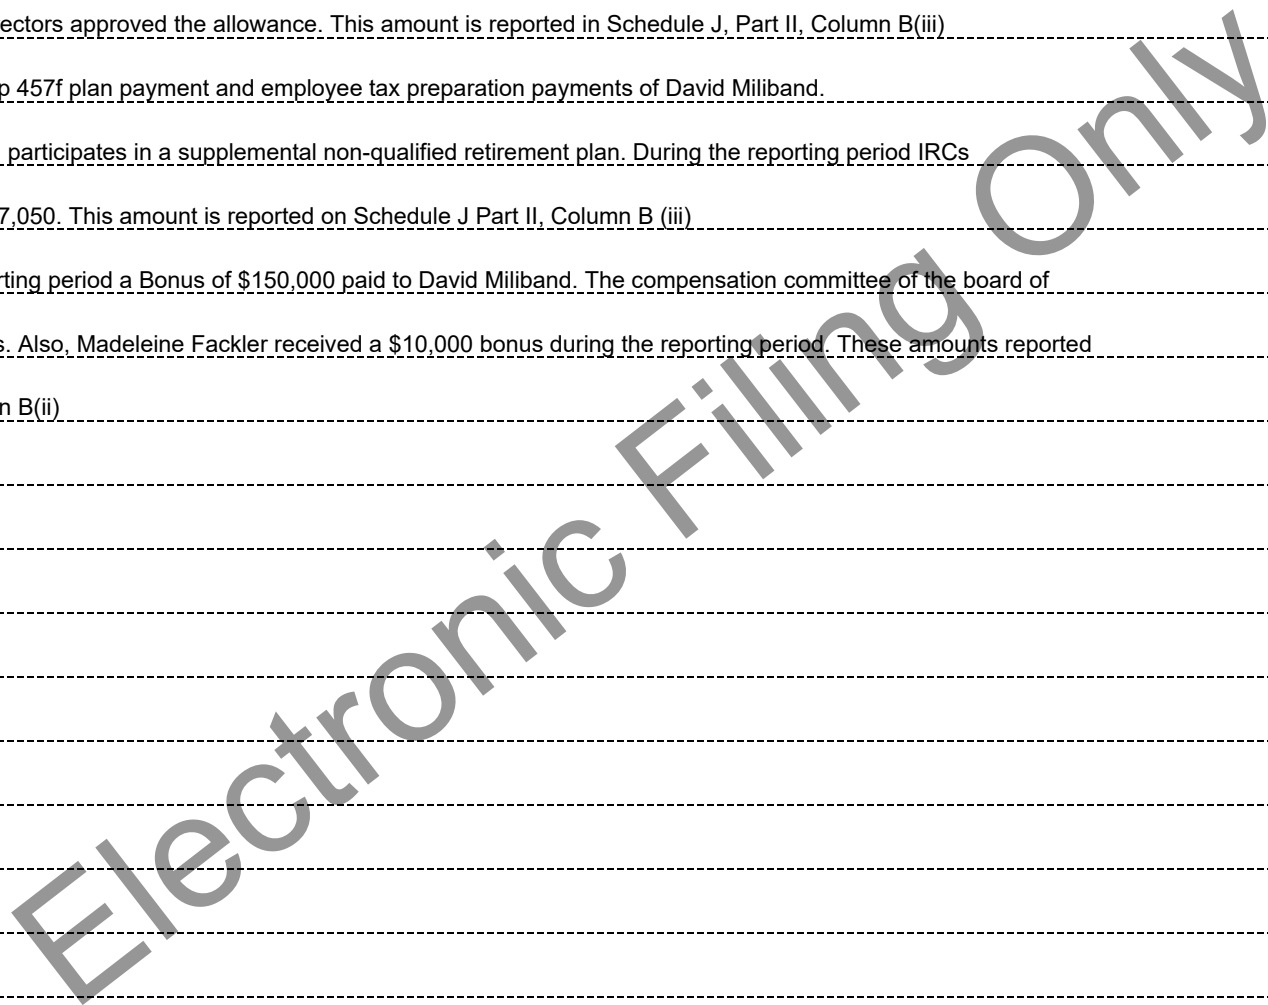 ectors approved the allowance. This amount is reported in Schedule J, Part II, Column B(iii)
p 457f plan payment and employee tax preparation payments of David Miliband.
participates in a supplemental non-qualified retirement plan. During the reporting period IRCs
7,050. This amount is reported on Schedule J Part II, Column B (iii)
rting period a Bonus of $150,000 paid to David Miliband. The compensation committee of the board of
s. Also, Madeleine Fackler received a $10,000 bonus during the reporting period These amounts reported
n B(ii)
Electronic Filing Only